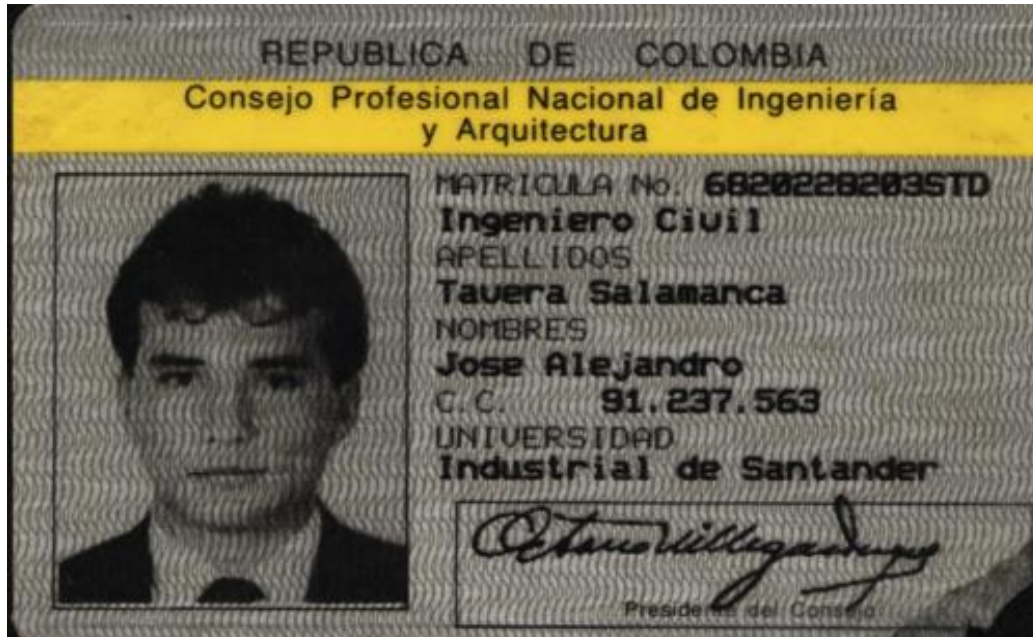 REPUBLICA DE COLOMBIA
Consejo Profesional Nacional de Ingeniería
y Arquitectura
MATRICULA No. 6820228203STD
Ingeniero Civil
APELLIDOS
Tavera Salamanca
NOMBRES
Jose Alejandro
C.C. 91.237.563
UNIVERSIDAD
Industrial de Santander
Presidente del Consejo